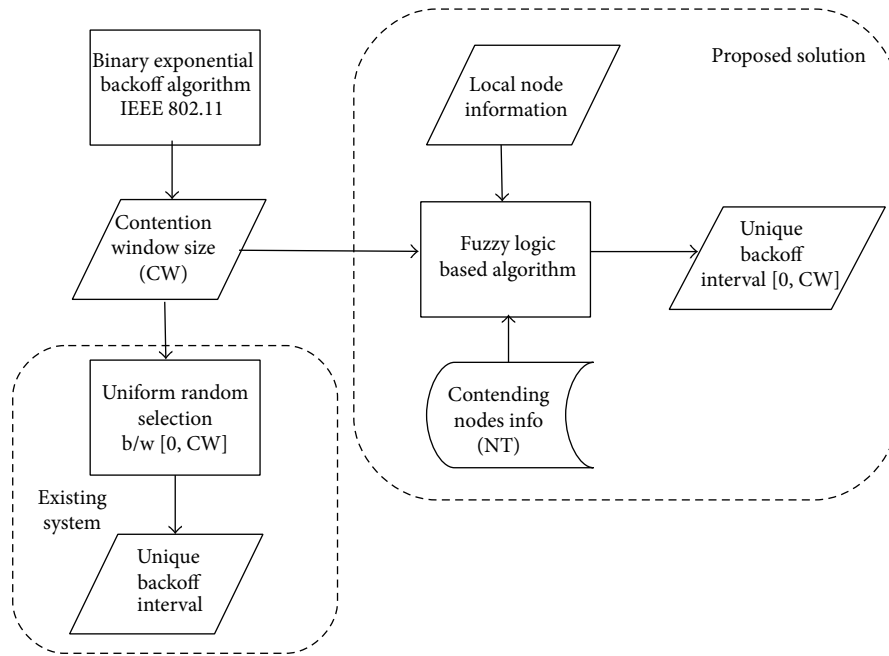 Binary exponential
backoff algorithm
IEEE 802.11
Contention
window size
(CW)
Uniform random
selection
b/w [0, CW]
Existing
system
Unique
backoff
interval
Proposed solution
Local node
information
Fuzzy logic
based algorithm
Contending
nodes info
(NT)
Unique
backoff
interval [0, CW]